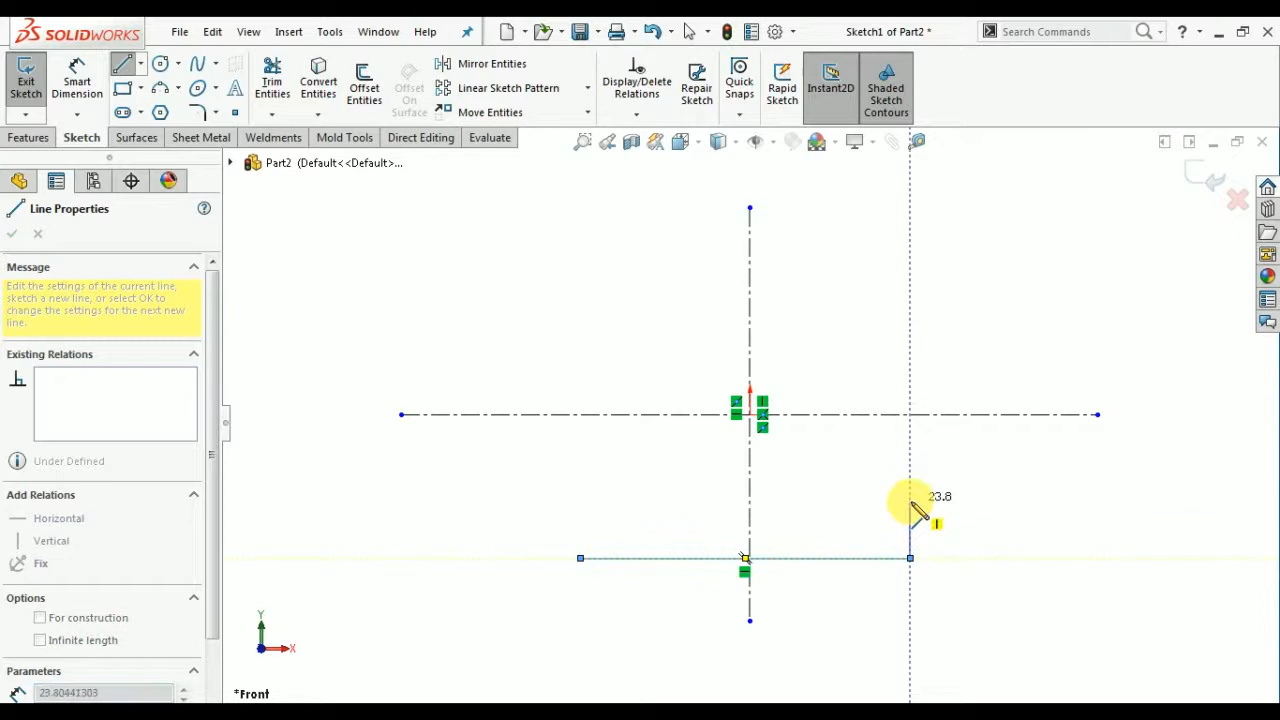 SOLIDWORKS
File Edit View Insert Tools Window Help
Sketch1 of Part2 *
Search Commands
Exit Sketch
Smart Dimension
Trim Entities
Convert Entities
Offset Entities
Offset On Surface
Mirror Entities
Linear Sketch Pattern
Move Entities
Display/Delete Relations
Repair Sketch
Quick Snaps
Rapid Sketch
Instant2D
Shaded Sketch Contours
Features Sketch Surfaces Sheet Metal Weldments Mold Tools Direct Editing Evaluate
Part2 (Default<<Default>...
Line Properties
Message
Edit the settings of the current line,
sketch a new line, or select OK to
change the settings for the next new
line.
Existing Relations
Under Defined
Add Relations
Horizontal
Vertical
Fix
Options
For construction
Infinite length
Parameters
23.80441303
23.8
Y
X
*Front